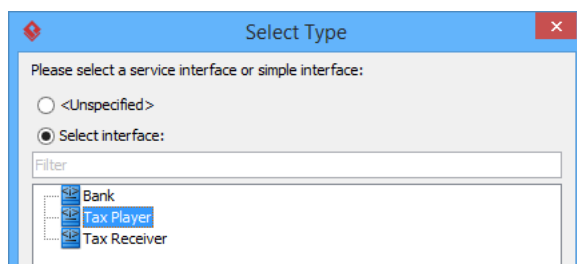 Select Type
Please select a service interface or simple interface:
<Unspecified>
Select interface:
Filter
Bank
Tax Player
Tax Receiver